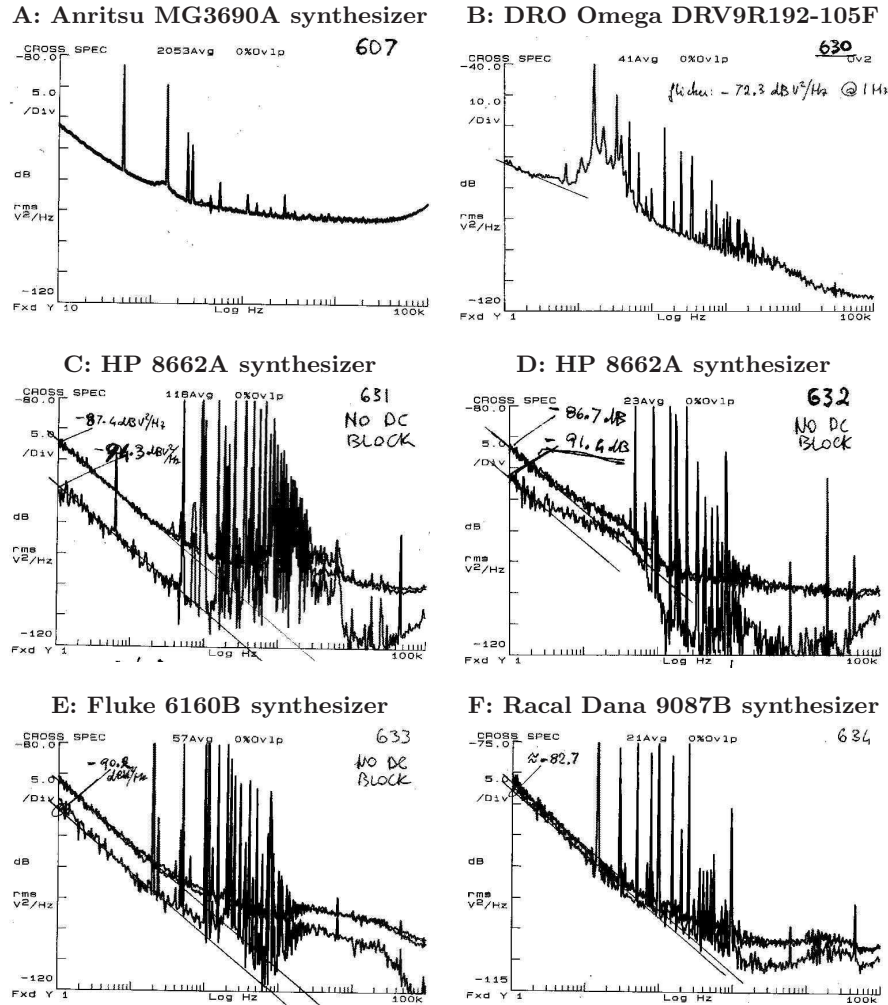 A: Anritsu MG3690A synthesizer
CROSS SPEC 2053Avg 0%Ovlp 607
-80.0
5.0
/Div
dB
rms
V²/Hz
-120
Fxd Y 10 Log Hz 100k
B: DRO Omega DRV9R192-105F
CROSS SPEC 41Avg 0%Ovlp 630
Ov2
-40.0
flicker: -72.3 dBV²/Hz @ 1 Hz
10.0
/Div
dB
rms
V²/Hz
-120
Fxd Y 1 Log Hz 100k
C: HP 8662A synthesizer
CROSS SPEC 118Avg 0%Ovlp 631
-80.0
NO DC
BLOCK
-87.4 dBV²/Hz
5.0
/Div
dB
rms
V²/Hz
-120
Fxd Y 1 Log Hz 100k
D: HP 8662A synthesizer
CROSS SPEC 23Avg 0%Ovlp 632
-80.0
NO DC
BLOCK
-86.7 dB
-91.4 dB
5.0
/Div
dB
rms
V²/Hz
-120
Fxd Y 1 Log Hz 100k
E: Fluke 6160B synthesizer
CROSS SPEC 57Avg 0%Ovlp 633
-80.0
NO DC
BLOCK
5.0
/Div
dB
rms
V²/Hz
-120
Fxd Y 1 Log Hz 100k
F: Racal Dana 9087B synthesizer
CROSS SPEC 21Avg 0%Ovlp 634
-75.0
≈-82.7
5.0
/Div
dB
rms
V²/Hz
-115
Fxd Y 1 Log Hz 100k